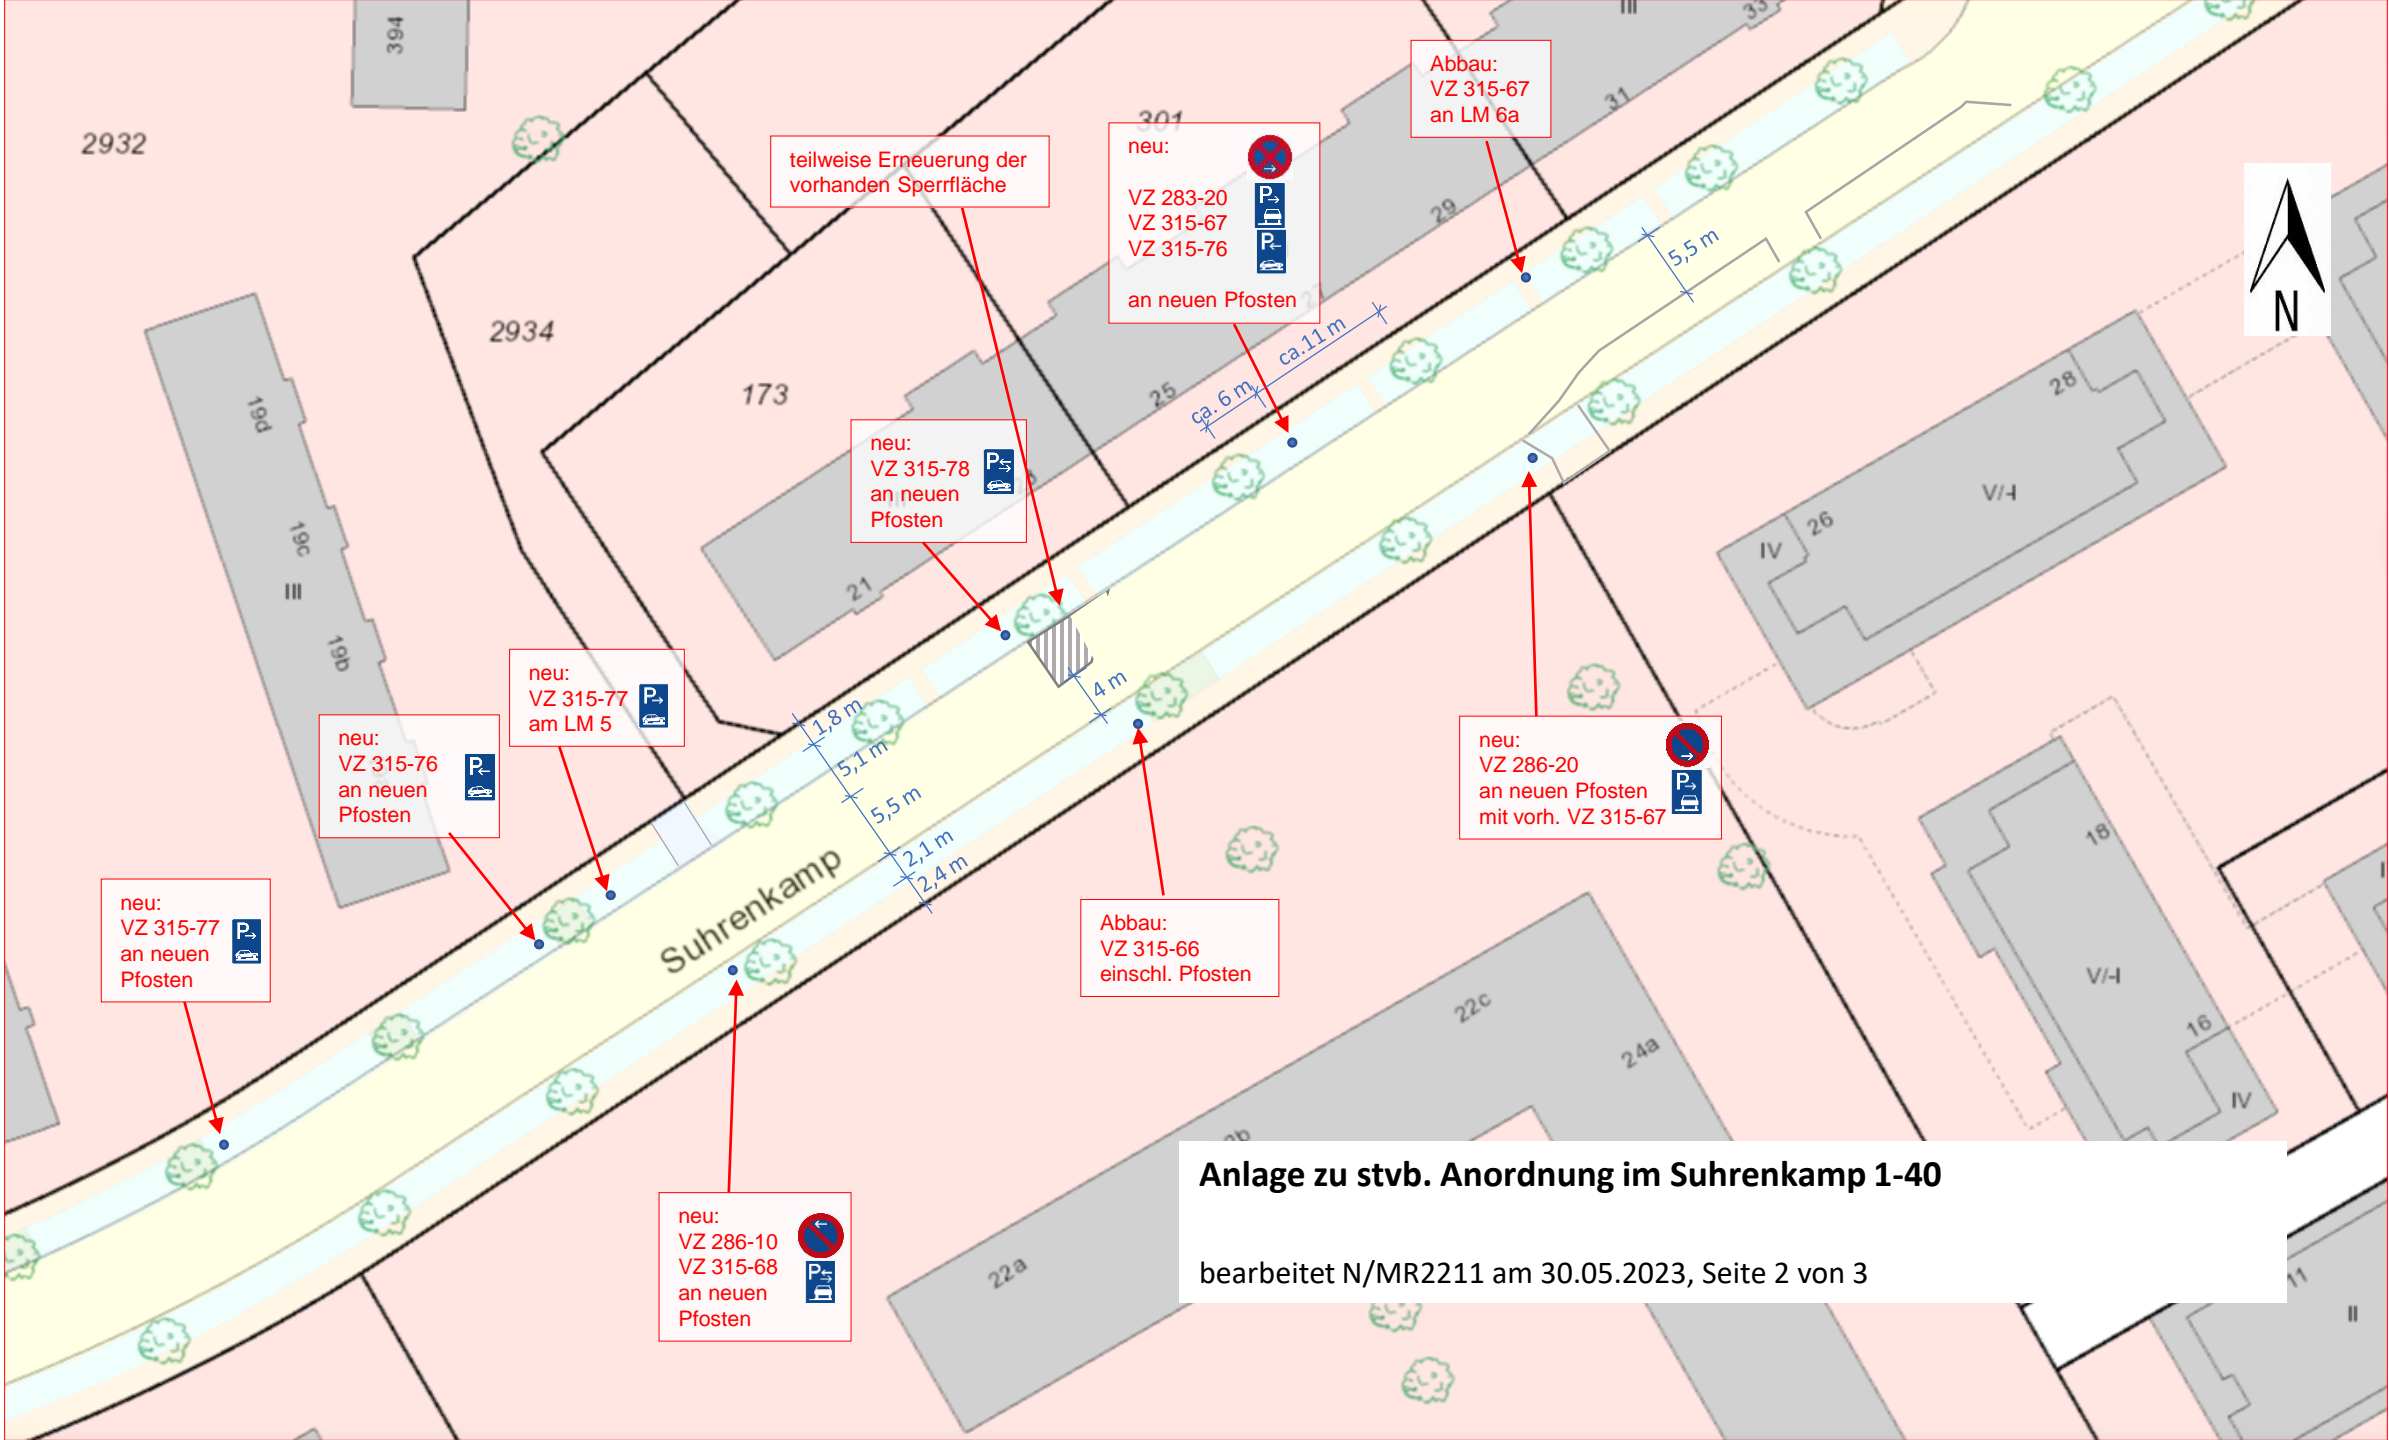 394
III
33
2932
301
31
Abbau:
VZ 315-67
an LM 6a
teilweise Erneuerung der
vorhanden Sperrfläche
neu:
VZ 283-20
VZ 315-67
VZ 315-76
an neuen Pfosten
29
27
5,5 m
N
2934
173
25
ca. 6 m
ca.11 m
28
V/-I
26
IV
19d
19c
III
19b
neu:
VZ 315-78
an neuen
Pfosten
21
neu:
VZ 315-77
am LM 5
neu:
VZ 315-76
an neuen
Pfosten
1,8 m
5,1 m
5,5 m
2,1 m
2,4 m
4 m
Suhrenkamp
neu:
VZ 286-20
an neuen Pfosten
mit vorh. VZ 315-67
18
V/-I
16
IV
neu:
VZ 315-77
an neuen
Pfosten
Abbau:
VZ 315-66
einschl. Pfosten
22c
24a
22a
neu:
VZ 286-10
VZ 315-68
an neuen
Pfosten
Anlage zu stvb. Anordnung im Suhrenkamp 1-40
bearbeitet N/MR2211 am 30.05.2023, Seite 2 von 3
11
II